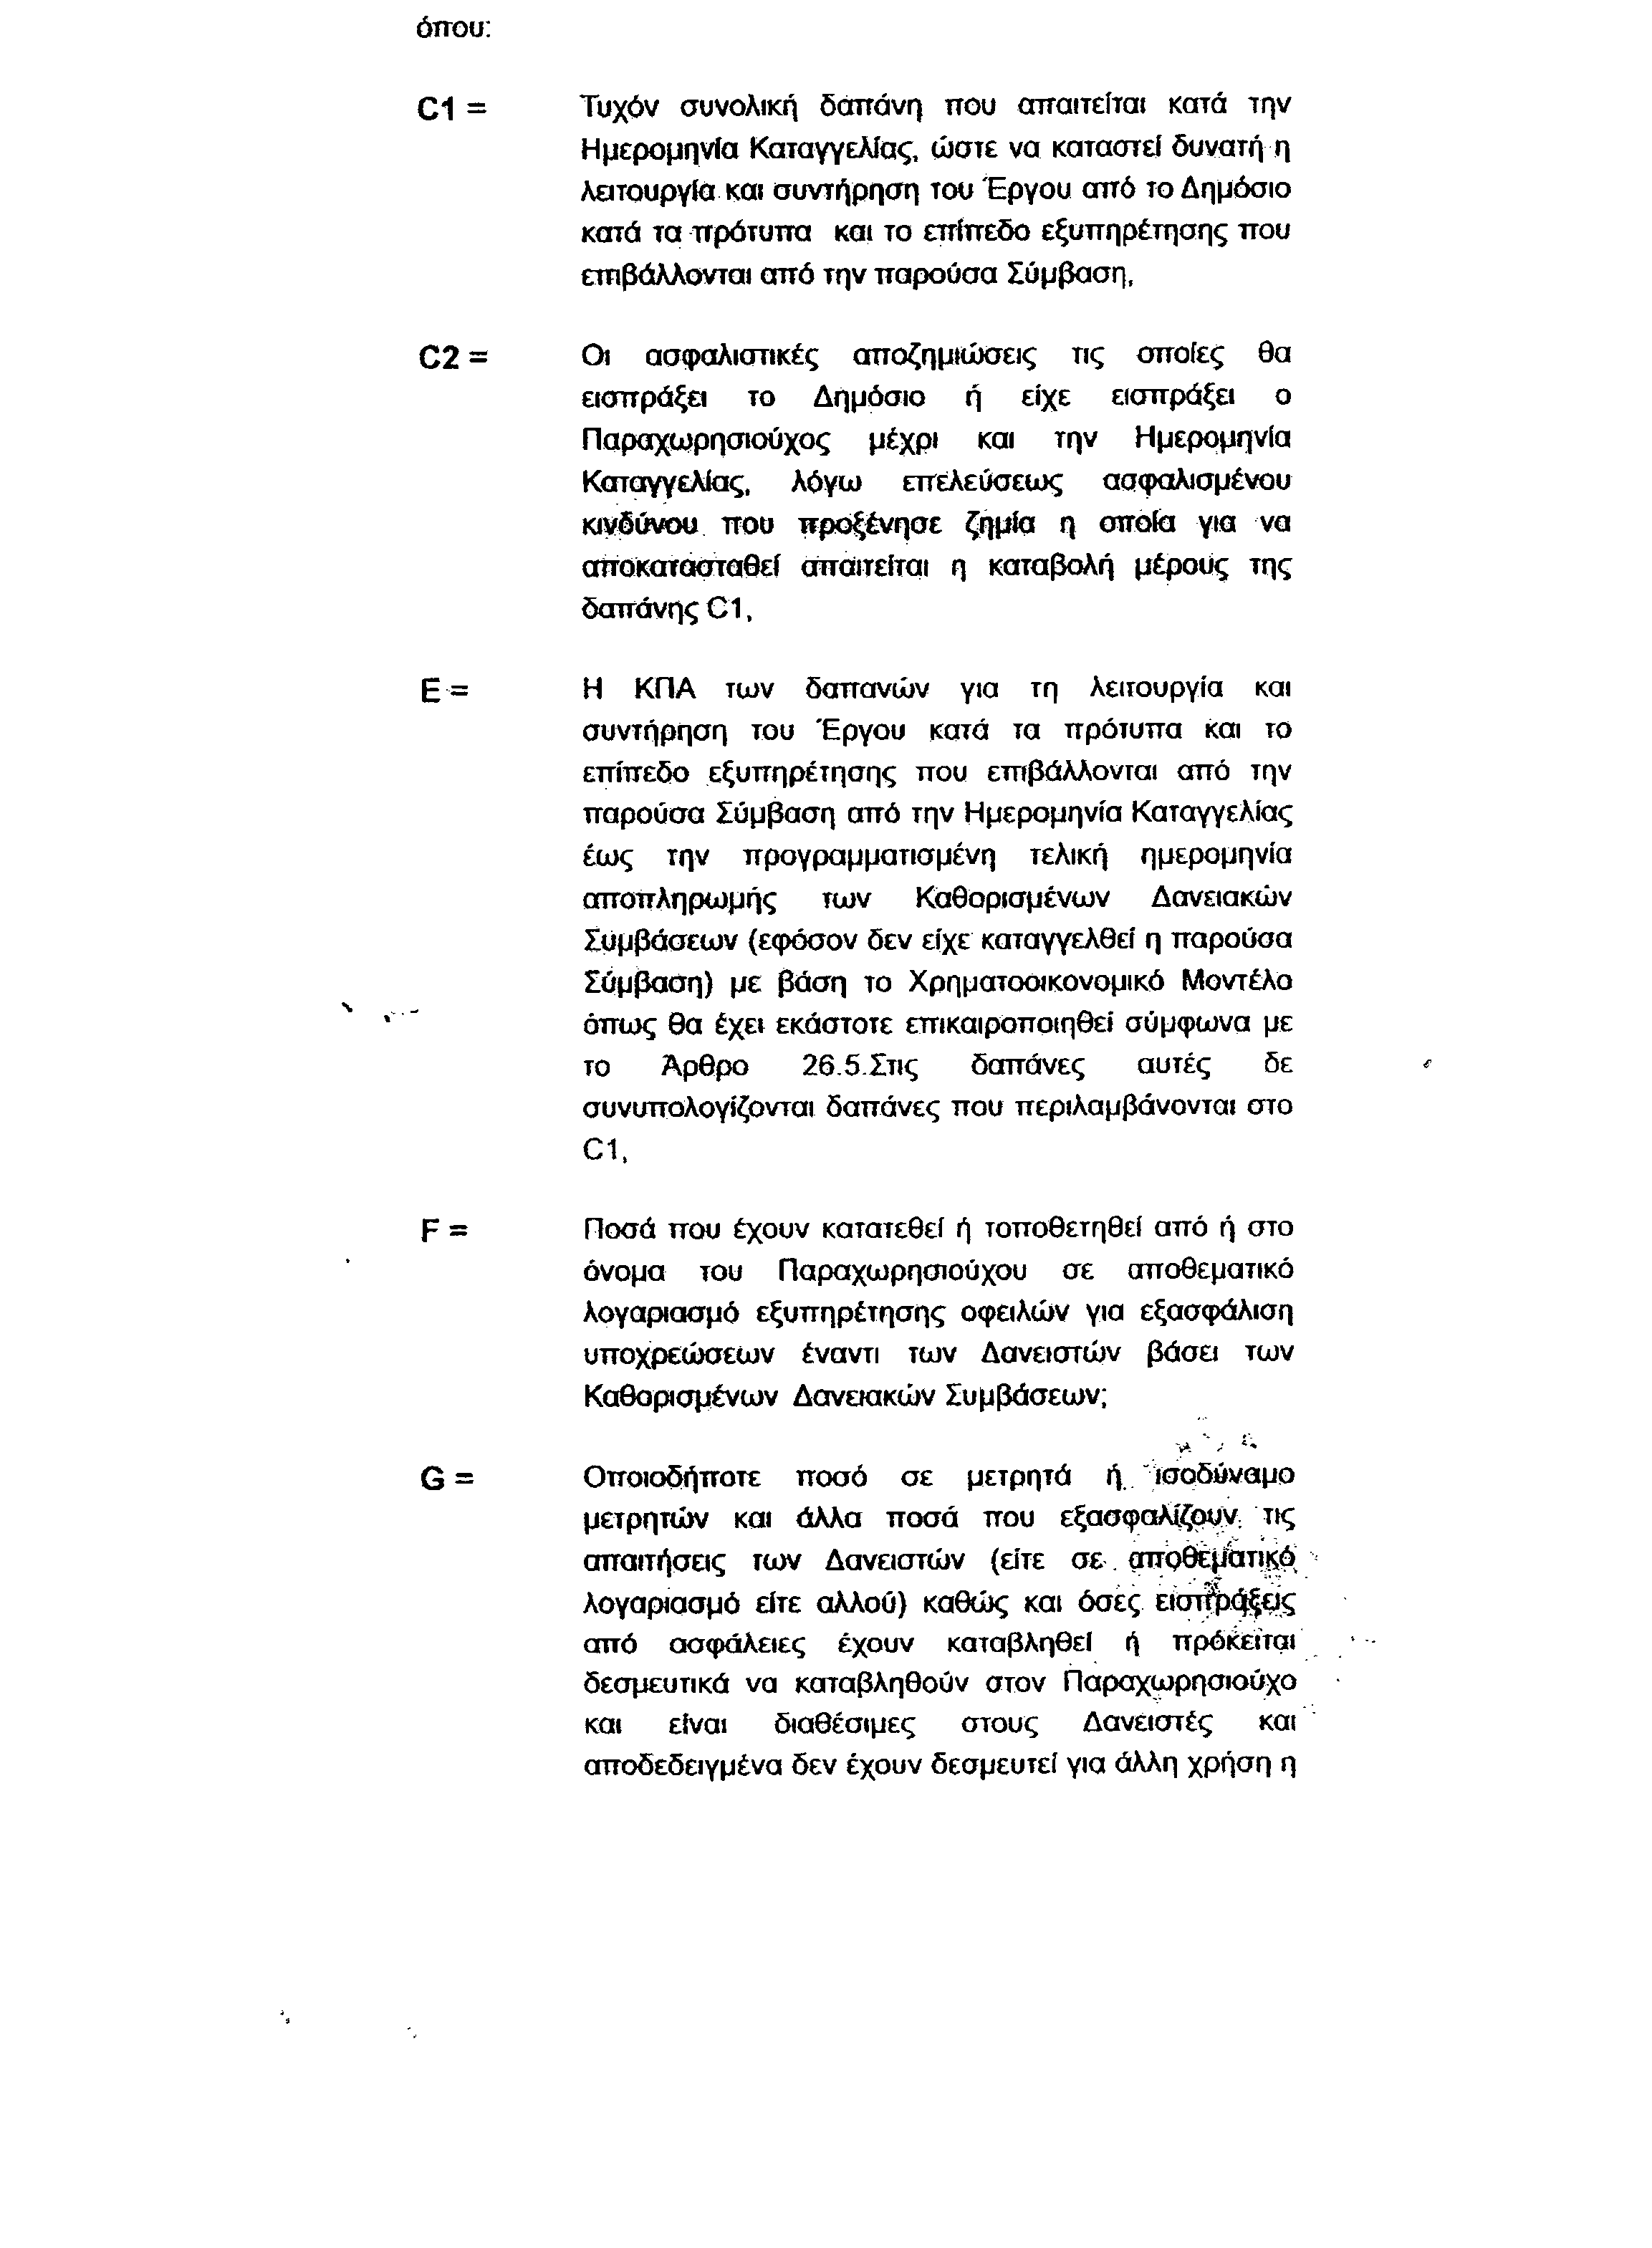 όπου:
C1 = Τυχόν συνολική δαπάνη που απαιτείται κατά την
Ημερομηνία Καταγγελίας, ώστε να καταστεί δυνατή η
λειτουργία και συντήρηση του Έργου από το Δημόσιο
κατά τα πρότυπα και το επίπεδο εξυπηρέτησης που
επιβάλλονται από την παρούσα Σύμβαση,
C2 = Οι ασφαλιστικές αποζημιώσεις τις οποίες θα
εισπράξει το Δημόσιο ή είχε εισπράξει ο
Παραχωρησιούχος μέχρι και την Ημερομηνία
Καταγγελίας, λόγω επελεύσεως ασφαλισμένου
κινδύνου που προξένησε ζημία η οποία για να
αποκατασταθεί απαιτείται η καταβολή μέρους της
δαπάνης C1,
E = Η ΚΠΑ των δαπανών για τη λειτουργία και
συντήρηση του Έργου κατά τα πρότυπα και το
επίπεδο εξυπηρέτησης που επιβάλλονται από την
παρούσα Σύμβαση από την Ημερομηνία Καταγγελίας
έως την προγραμματισμένη τελική ημερομηνία
αποπληρωμής των Καθορισμένων Δανειακών
Συμβάσεων (εφόσον δεν είχε καταγγελθεί η παρούσα
Σύμβαση) με βάση το Χρηματοοικονομικό Μοντέλο
όπως θα έχει εκάστοτε επικαιροποιηθεί σύμφωνα με
το Άρθρο 26.5.Στις δαπάνες αυτές δε
συνυπολογίζονται δαπάνες που περιλαμβάνονται στο
C1,
F = Ποσά που έχουν κατατεθεί ή τοποθετηθεί από ή στο
όνομα του Παραχωρησιούχου σε αποθεματικό
λογαριασμό εξυπηρέτησης οφειλών για εξασφάλιση
υποχρεώσεων έναντι των Δανειστών βάσει των
Καθορισμένων Δανειακών Συμβάσεων;
G = Οποιοδήποτε ποσό σε μετρητά ή ισοδύναμο
μετρητών και άλλα ποσά που εξασφαλίζουν τις
απαιτήσεις των Δανειστών (είτε σε αποθεματικό
λογαριασμό είτε αλλού) καθώς και όσες εισπράξεις
από ασφάλειες έχουν καταβληθεί ή πρόκειται
δεσμευτικά να καταβληθούν στον Παραχωρησιούχο
και είναι διαθέσιμες στους Δανειστές και
αποδεδειγμένα δεν έχουν δεσμευτεί για άλλη χρήση η